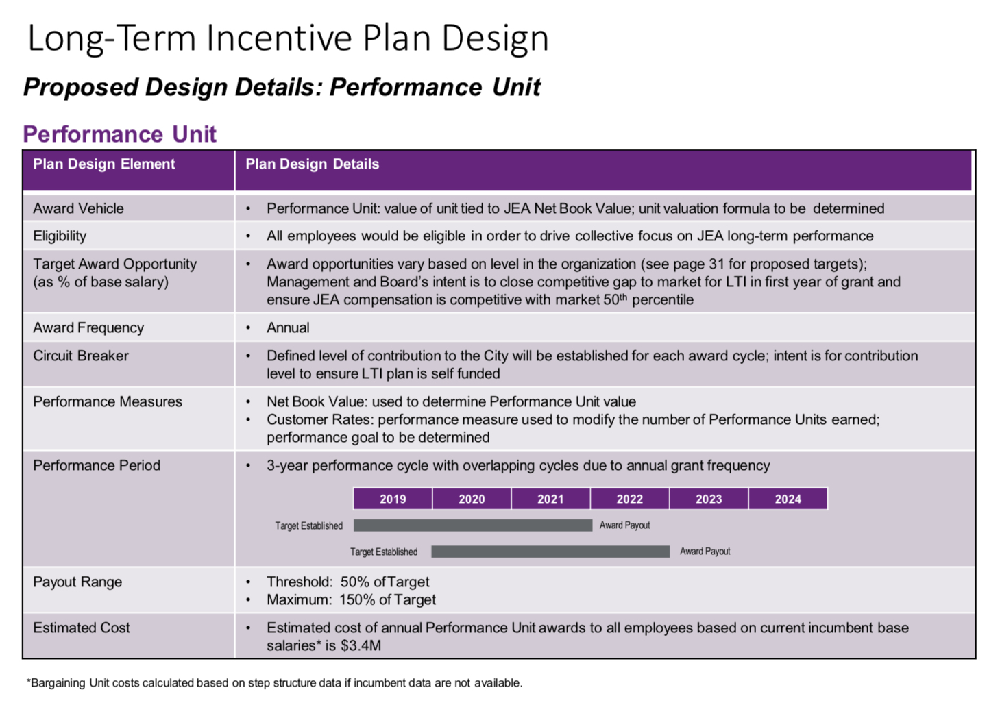 Long-Term Incentive Plan Design
Proposed Design Details: Performance Unit
Performance Unit
Plan Design Element
Plan Design Details
Award Vehicle
• Performance Unit: value of unit tied to JEA Net Book Value; unit valuation formula to be determined
Eligibility
• All employees would be eligible in order to drive collective focus on JEA long-term performance
Target Award Opportunity
(as % of base salary)
• Award opportunities vary based on level in the organization (see page 31 for proposed targets);
Management and Board's intent is to close competitive gap to market for LTI in first year of grant and
ensure JEA compensation is competitive with market 50th percentile
Award Frequency
• Annual
Circuit Breaker
• Defined level of contribution to the City will be established for each award cycle; intent is for contribution
level to ensure LTI plan is self funded
Performance Measures
• Net Book Value: used to determine Performance Unit value
• Customer Rates: performance measure used to modify the number of Performance Units earned;
performance goal to be determined
Performance Period
• 3-year performance cycle with overlapping cycles due to annual grant frequency
2019 2020 2021 2022 2023 2024
Target Established Award Payout
Target Established Award Payout
Payout Range
• Threshold: 50% of Target
• Maximum: 150% of Target
Estimated Cost
• Estimated cost of annual Performance Unit awards to all employees based on current incumbent base
salaries* is $3.4M
*Bargaining Unit costs calculated based on step structure data if incumbent data are not available.